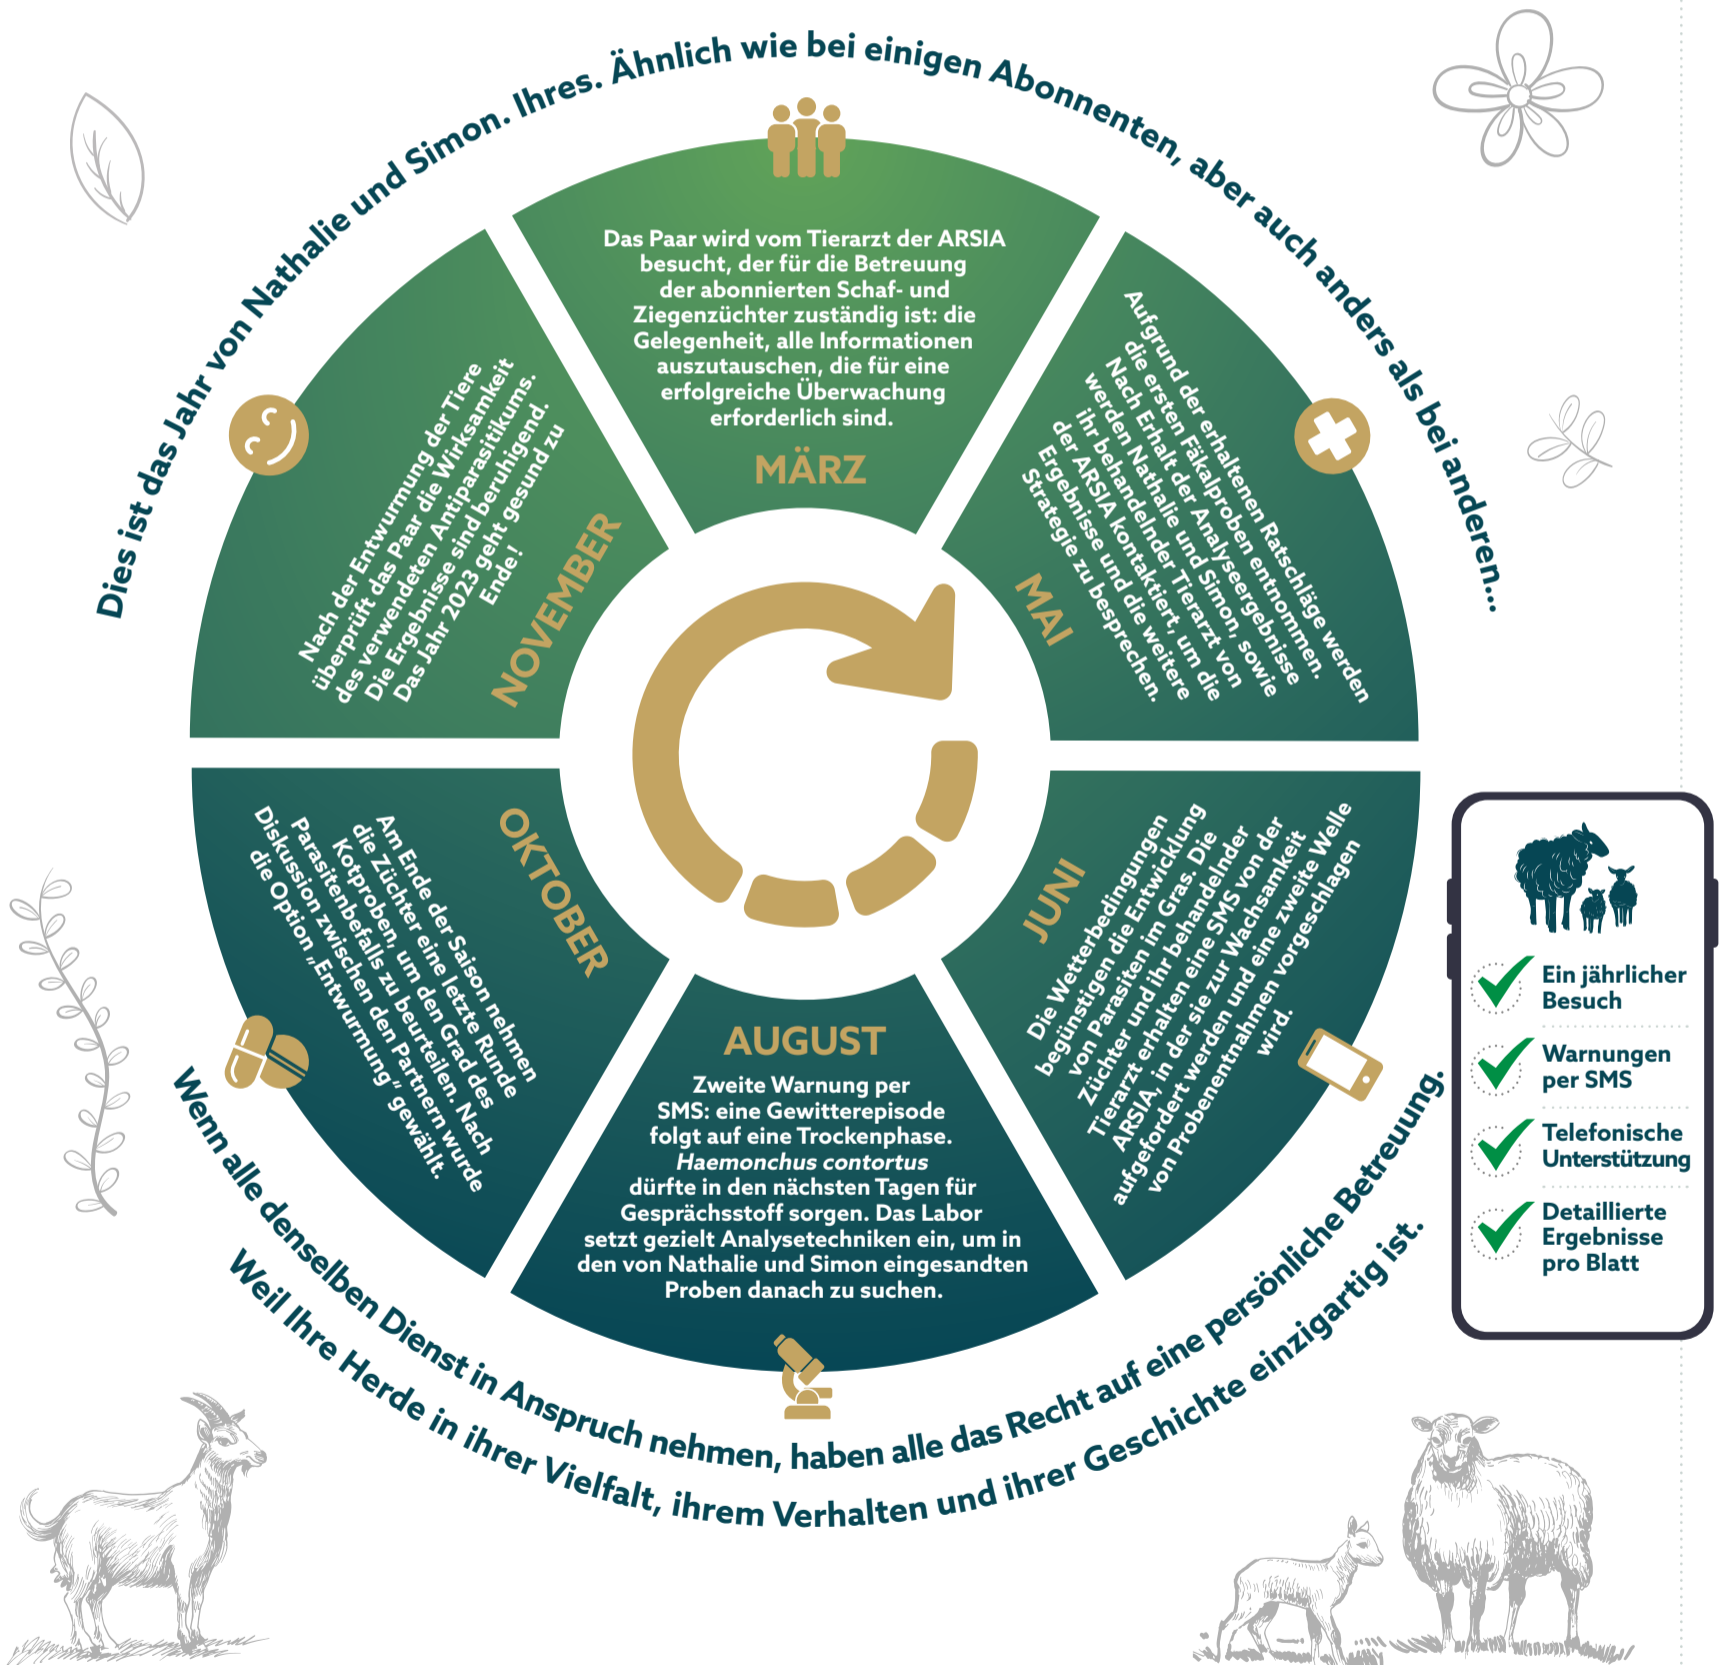 Dies ist das Jahr von Nathalie und Simon. Ihres. Ähnlich wie bei einigen Abonnenten, aber auch anders als bei anderen...
Das Paar wird vom Tierarzt der ARSIA
besucht, der für die Betreuung
der abonnierten Schaf- und
Ziegenzüchter zuständig ist: die
Gelegenheit, alle Informationen
auszutauschen, die für eine
erfolgreiche Überwachung
erforderlich sind.
MÄRZ
Aufgrund der erhaltenen Ratschläge werden
die ersten Fäkalproben entnommen.
Nach Erhalt der Analyseergebnisse
werden Nathalie und Simon, sowie
ihr behandelnder Tierarzt von
der ARSIA kontaktiert, um die
Ergebnisse und die weitere
Strategie zu besprechen.
MAI
JUNI
Die Wetterbedingungen
begünstigen die Entwicklung
von Parasiten im Gras. Die
Züchter und ihr behandelnder
Tierarzt erhalten eine SMS von der
ARSIA, in der sie zur Wachsamkeit
aufgefordert werden und eine zweite Welle
von Probenentnahmen vorgeschlagen
wird.
AUGUST
Zweite Warnung per
SMS: eine Gewitterepisode
folgt auf eine Trockenphase.
Haemonchus contortus
dürfte in den nächsten Tagen für
Gesprächsstoff sorgen. Das Labor
setzt gezielt Analysetechniken ein, um in
den von Nathalie und Simon eingesandten
Proben danach zu suchen.
OKTOBER
Am Ende der Saison nehmen
die Züchter eine letzte Runde
Kotproben, um den Grad des
Parasitenbefalls zu beurteilen. Nach
Diskussion zwischen den Partnern wurde
die Option „Entwurmung“ gewählt.
Nach der Entwurmung der Tiere
überprüft das Paar die Wirksamkeit
des verwendeten Antiparasitikums.
Die Ergebnisse sind beruhigend.
Das Jahr 2023 geht gesund zu
Ende!
NOVEMBER
Wenn alle denselben Dienst in Anspruch nehmen, haben alle das Recht auf eine persönliche Betreuung.
Weil Ihre Herde in ihrer Vielfalt, ihrem Verhalten und ihrer Geschichte einzigartig ist.
Ein jährlicher
Besuch
Warnungen
per SMS
Telefonische
Unterstützung
Detaillierte
Ergebnisse
pro Blatt